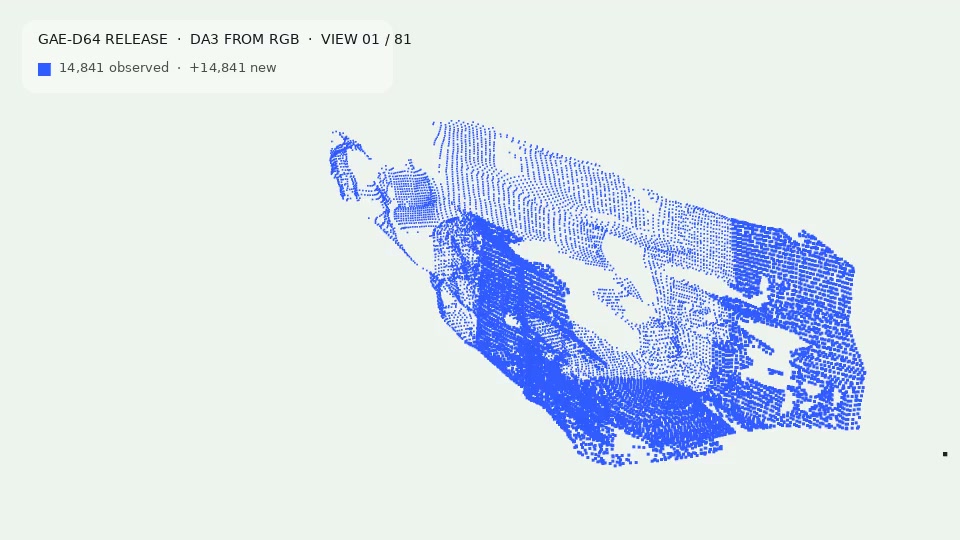 GAE-D64 RELEASE · DA3 FROM RGB · VIEW 01 / 81
14,841 observed · +14,841 new